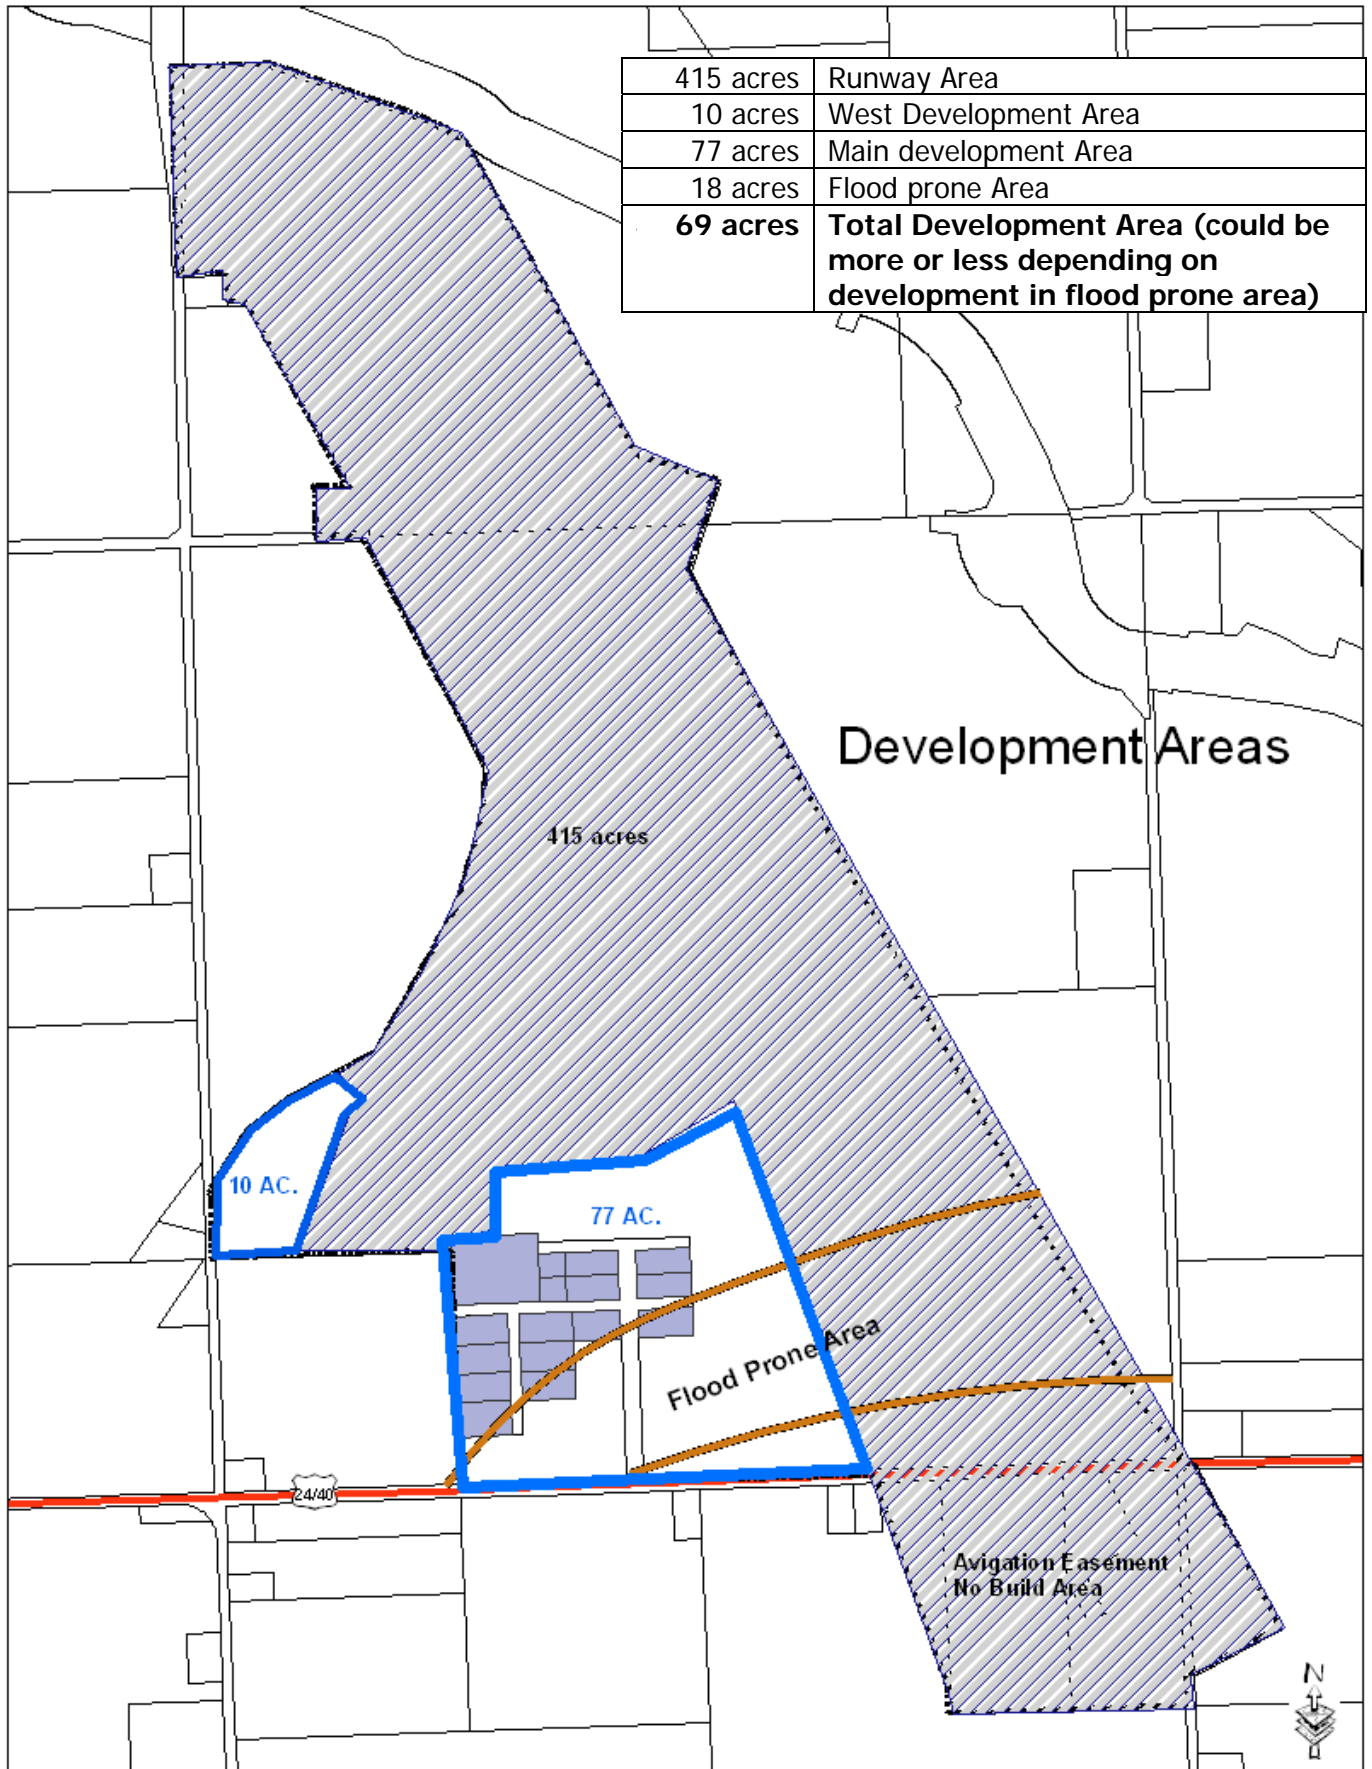 415 acres Runway Area
10 acres West Development Area
77 acres Main development Area
18 acres Flood prone Area
69 acres Total Development Area (could be
more or less depending on
development in flood prone area)
Development Areas
415 acres
10 AC.
77 AC.
Flood Prone Area
24/40
Avigation Easement
No Build Area
N